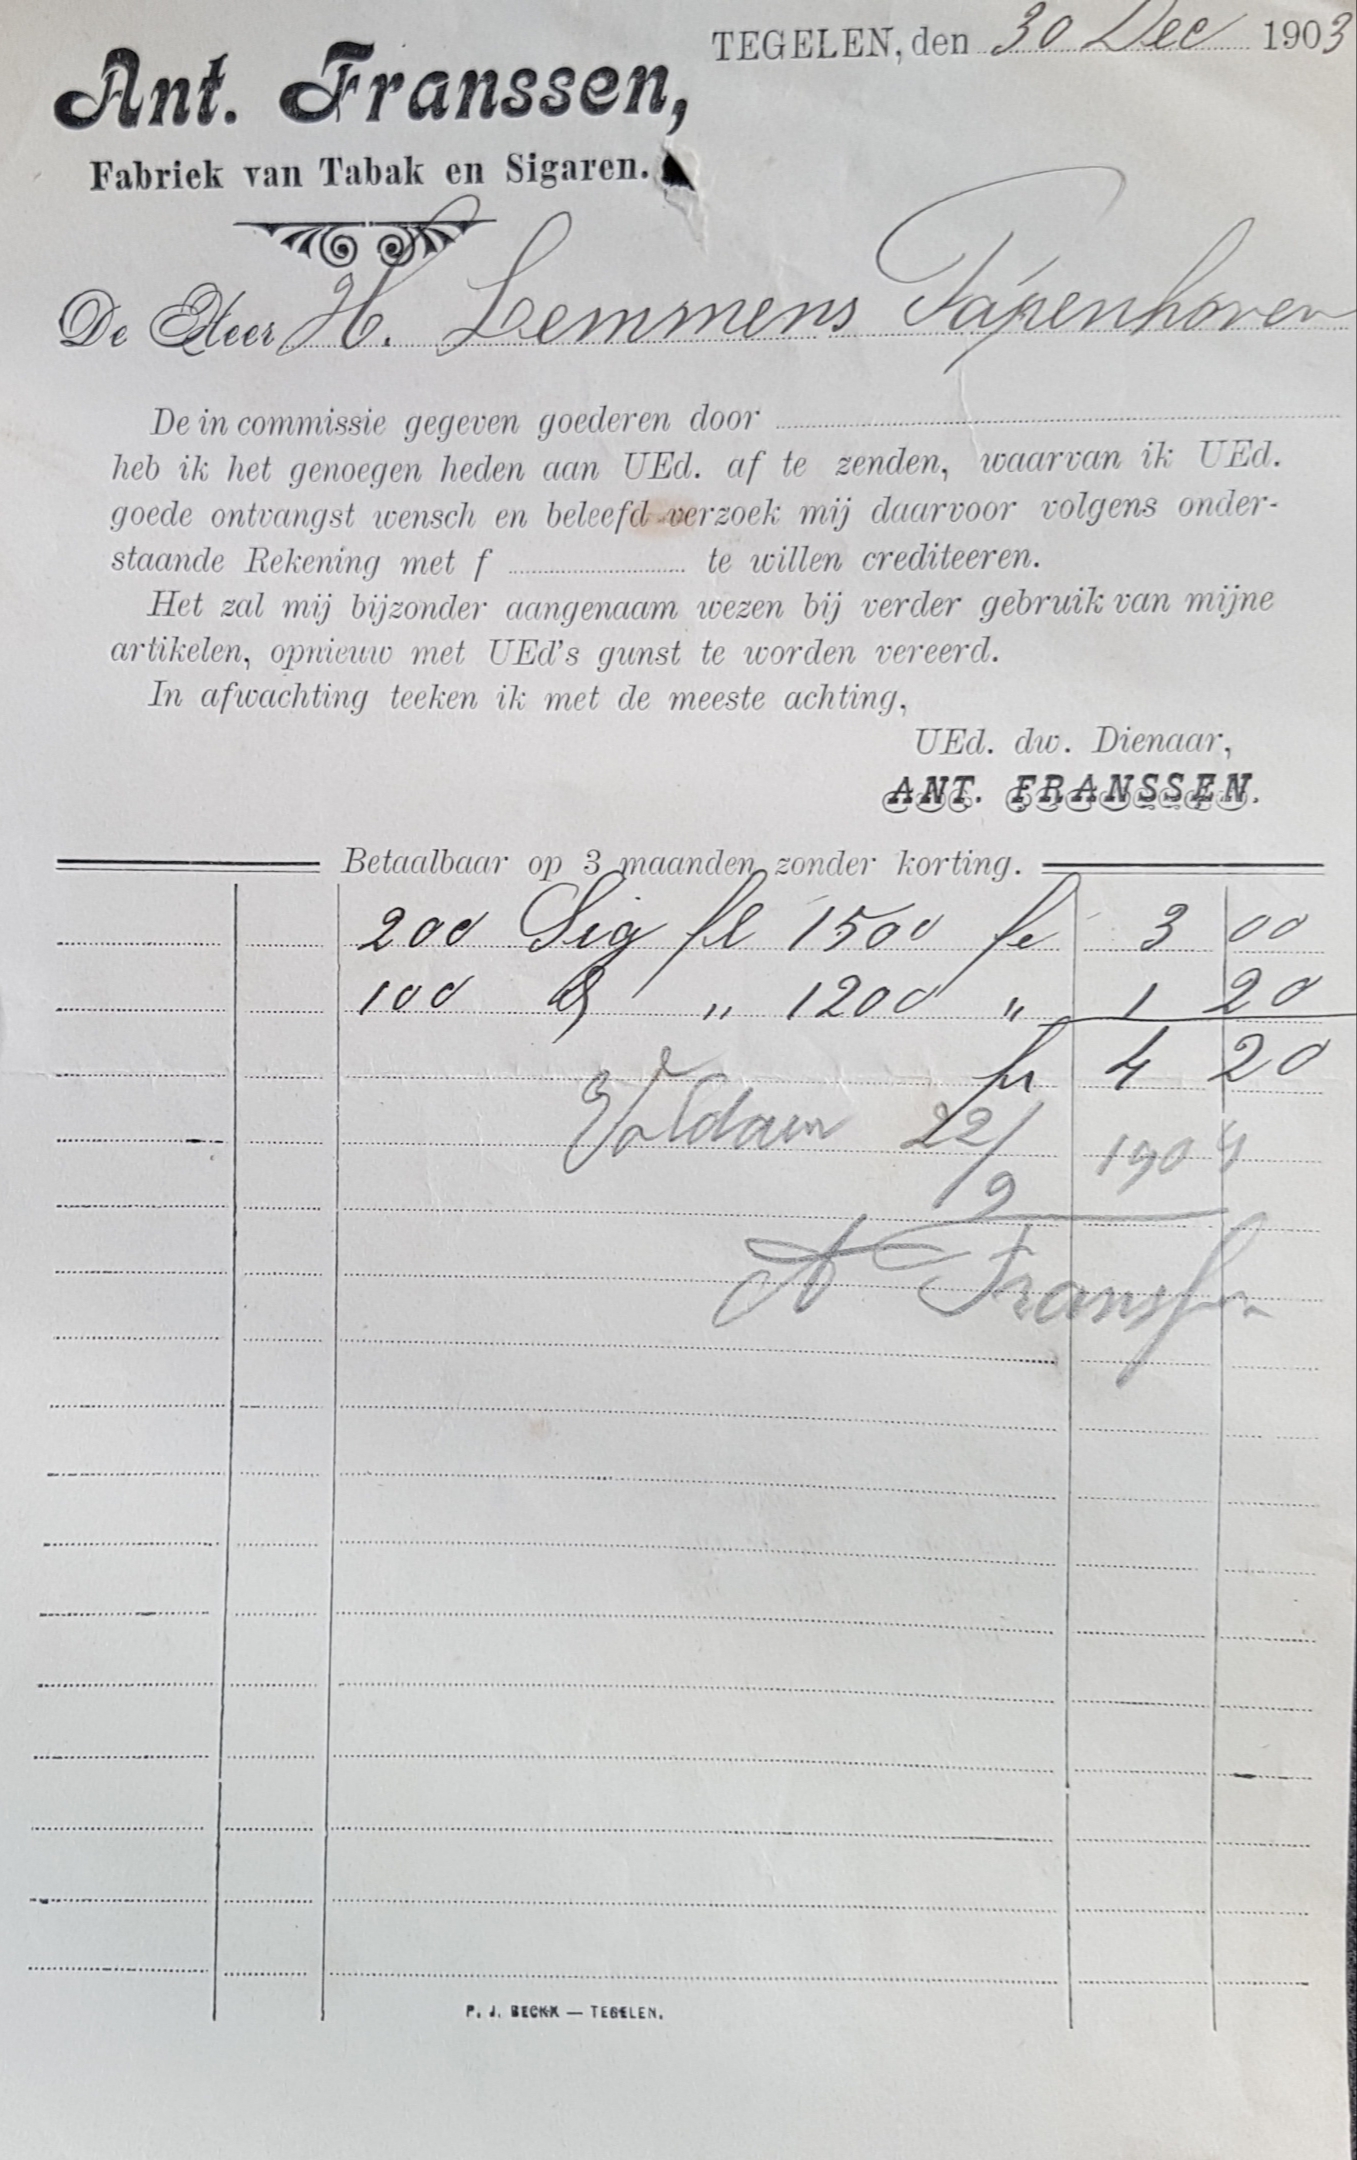 TEGELEN, den 30 Dec 1903
Ant. Franssen,
Fabriek van Tabak en Sigaren.
De Heer H. Lemmens Papenhoven
De in commissie gegeven goederen door
heb ik het genoegen heden aan UEd. af te zenden, waarvan ik UEd.
goede ontvangst wensch en beleefd verzoek mij daarvoor volgens onder-
staande Rekening met f te willen crediteeren.
Het zal mij bijzonder aangenaam wezen bij verder gebruik van mijne
artikelen, opnieuw met UEd's gunst te worden vereerd.
In afwachting teeken ik met de meeste achting,
UEd. dw. Dienaar,
ANT. FRANSSEN.
Betaalbaar op 3 maanden zonder korting.
200 Sig fl 1500 fr 3 00
100 " 1200 " 1 20
fr 4 20
Voldaan 22/9 1904
A Franssen
P. J. BECKX — TEGELEN.